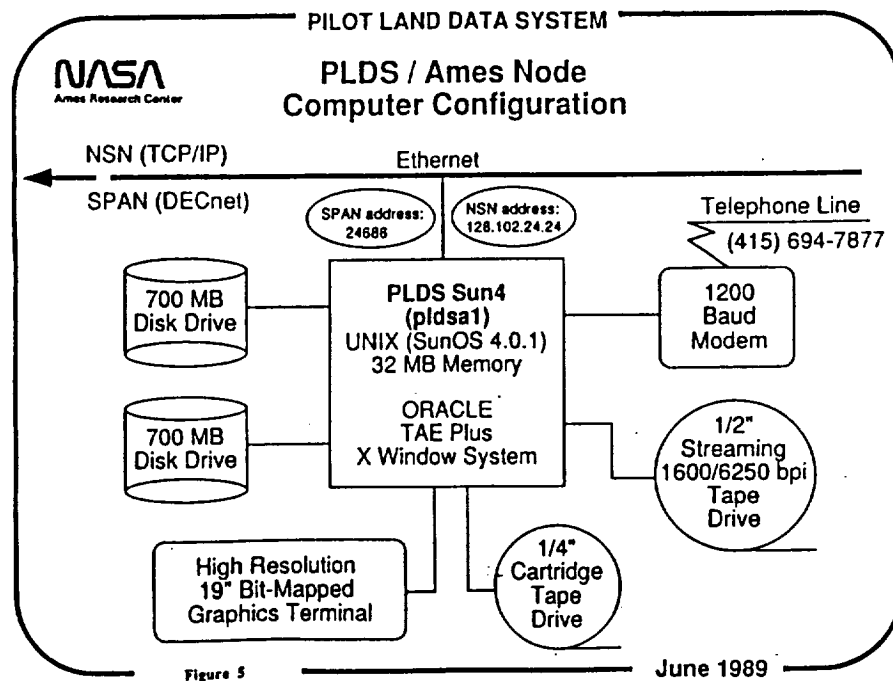 PILOT LAND DATA SYSTEM
NASA
Ames Research Center
PLDS / Ames Node
Computer Configuration
NSN (TCP/IP)
Ethernet
SPAN (DECnet)
SPAN address:
24686
NSN address:
128.102.24.24
Telephone Line
(415) 694-7877
700 MB
Disk Drive
PLDS Sun4
(pldsa1)
UNIX (SunOS 4.0.1)
32 MB Memory
ORACLE
TAE Plus
X Window System
1200
Baud
Modem
700 MB
Disk Drive
1/2"
Streaming
1600/6250 bpi
Tape
Drive
High Resolution
19" Bit-Mapped
Graphics Terminal
1/4"
Cartridge
Tape
Drive
Figure 5
June 1989